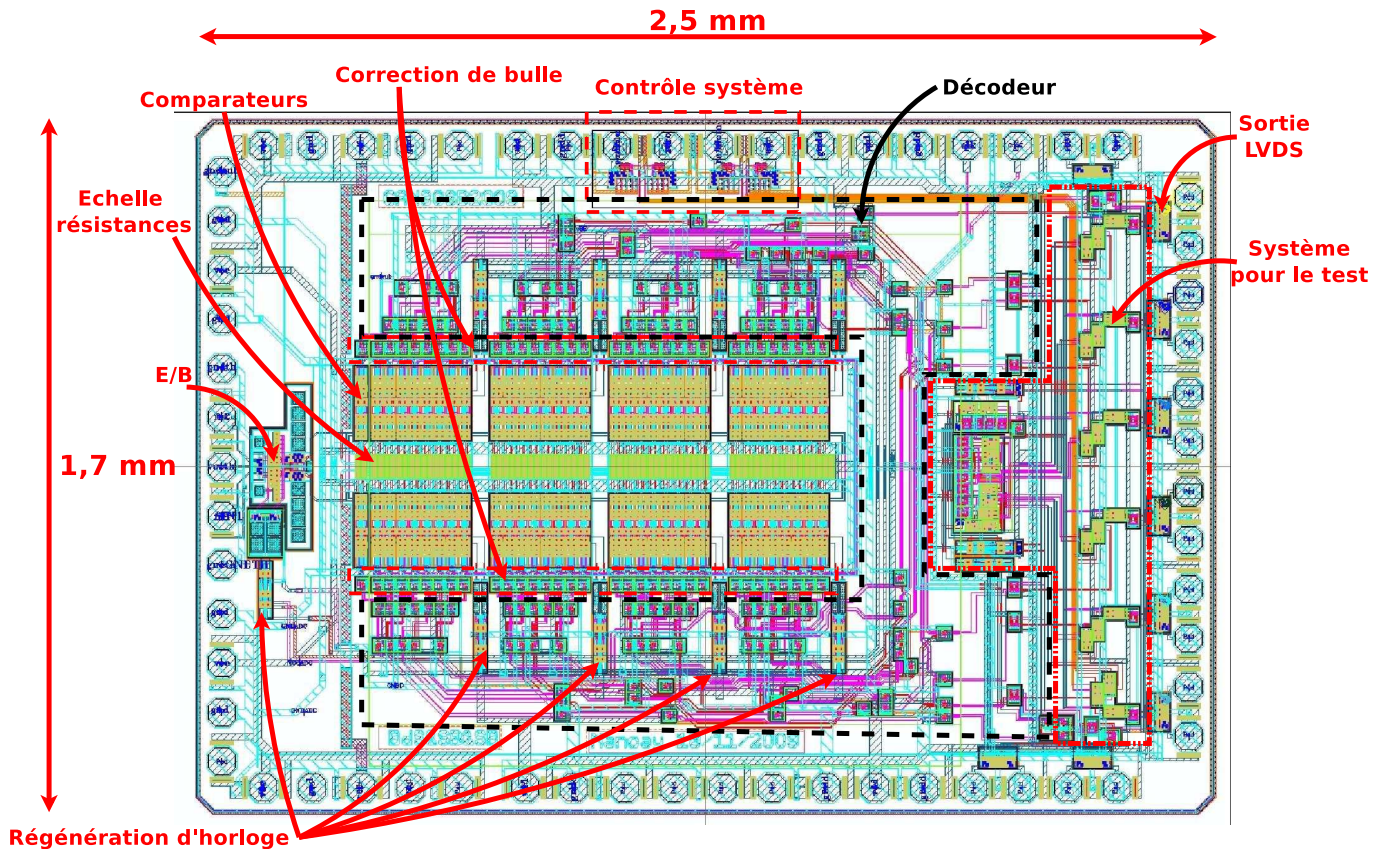 2,5 mm
Correction de bulle
Contrôle système
Décodeur
Comparateurs
Sortie
LVDS
Echelle
résistances
Système
pour le test
E/B
1,7 mm
Régénération d'horloge